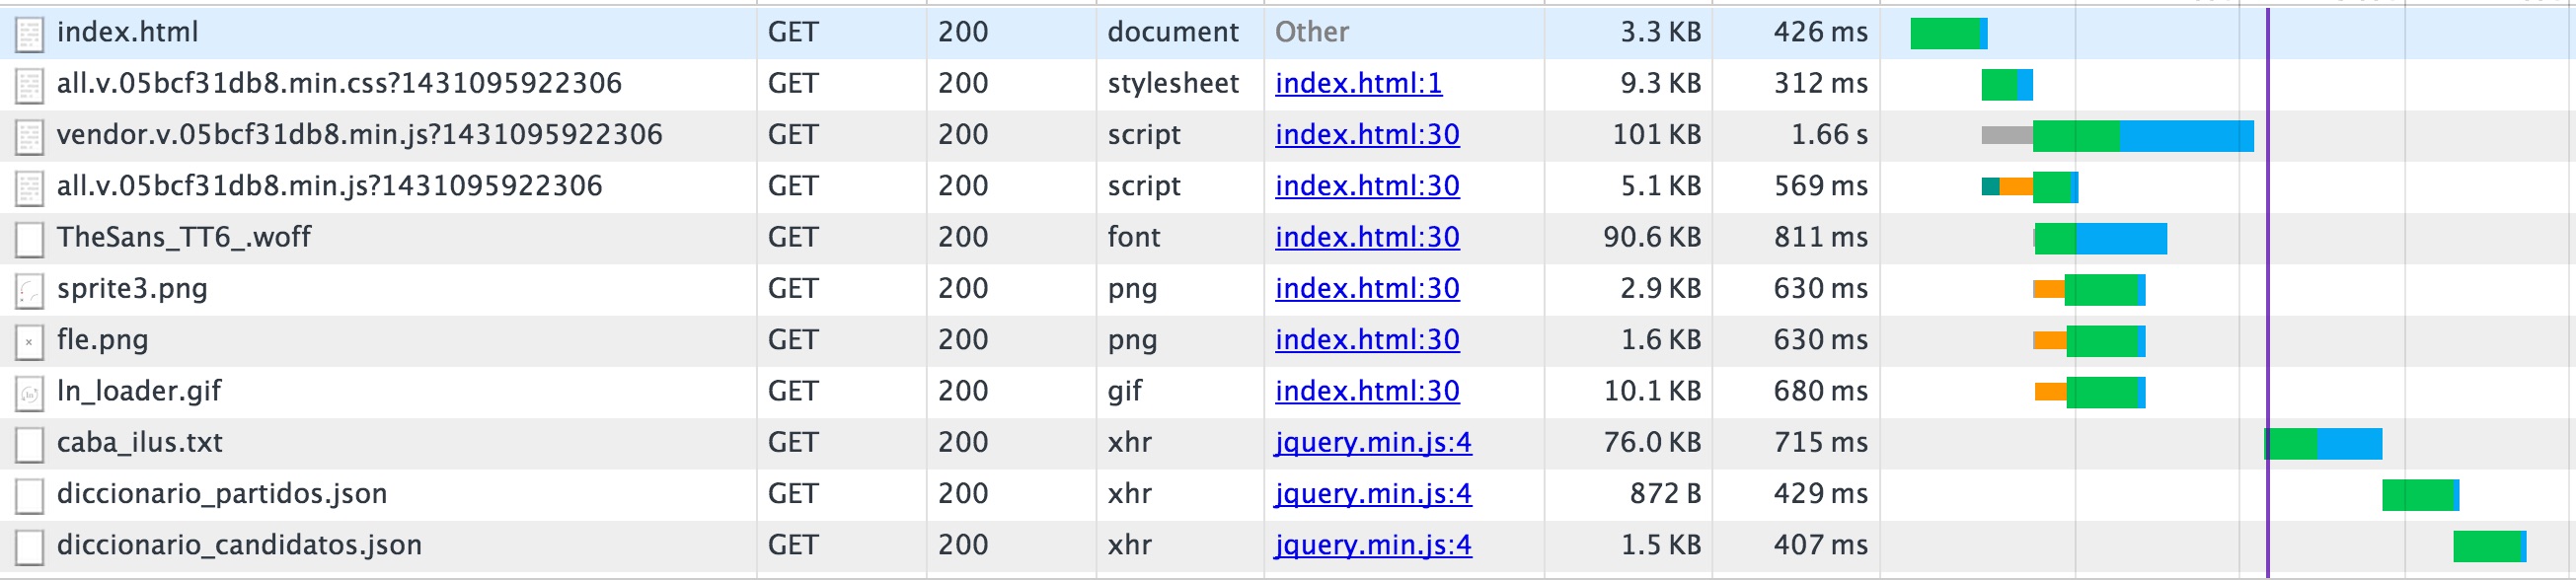 index.html GET 200 document Other 3.3 KB 426 ms
all.v.05bcf31db8.min.css?1431095922306 GET 200 stylesheet index.html:1 9.3 KB 312 ms
vendor.v.05bcf31db8.min.js?1431095922306 GET 200 script index.html:30 101 KB 1.66 s
all.v.05bcf31db8.min.js?1431095922306 GET 200 script index.html:30 5.1 KB 569 ms
TheSans_TT6_.woff GET 200 font index.html:30 90.6 KB 811 ms
sprite3.png GET 200 png index.html:30 2.9 KB 630 ms
fle.png GET 200 png index.html:30 1.6 KB 630 ms
ln_loader.gif GET 200 gif index.html:30 10.1 KB 680 ms
caba_ilus.txt GET 200 xhr jquery.min.js:4 76.0 KB 715 ms
diccionario_partidos.json GET 200 xhr jquery.min.js:4 872 B 429 ms
diccionario_candidatos.json GET 200 xhr jquery.min.js:4 1.5 KB 407 ms